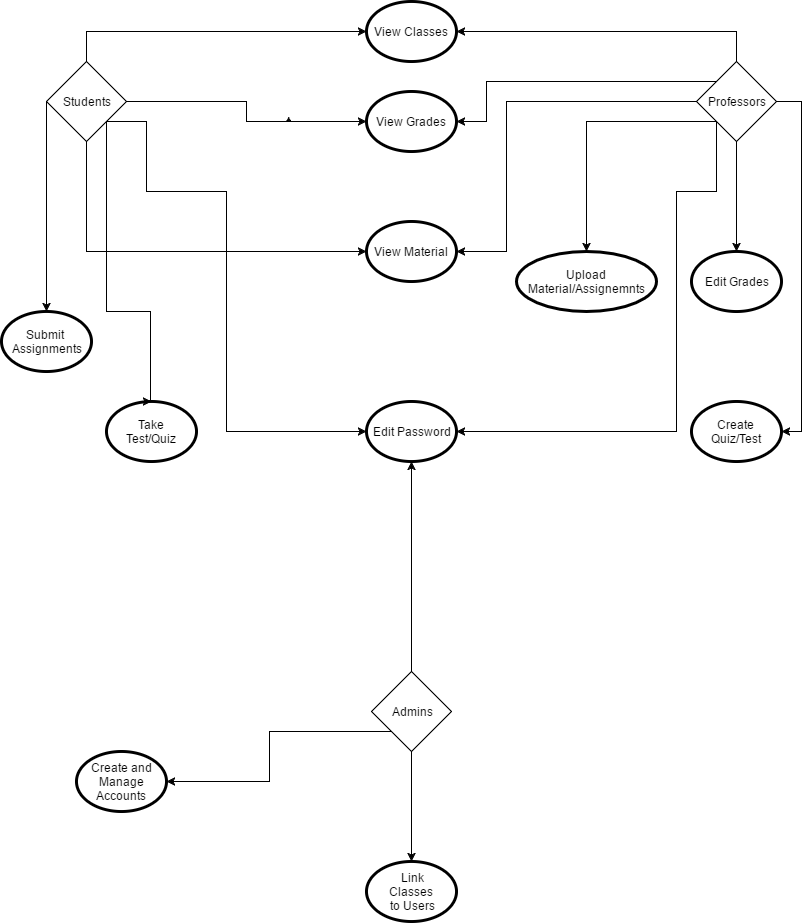 View Classes
Students
Professors
View Grades
View Material
Upload
Material/Assignemnts
Edit Grades
Submit
Assignments
Take
Test/Quiz
Edit Password
Create
Quiz/Test
Admins
Create and
Manage
Accounts
Link
Classes
to Users